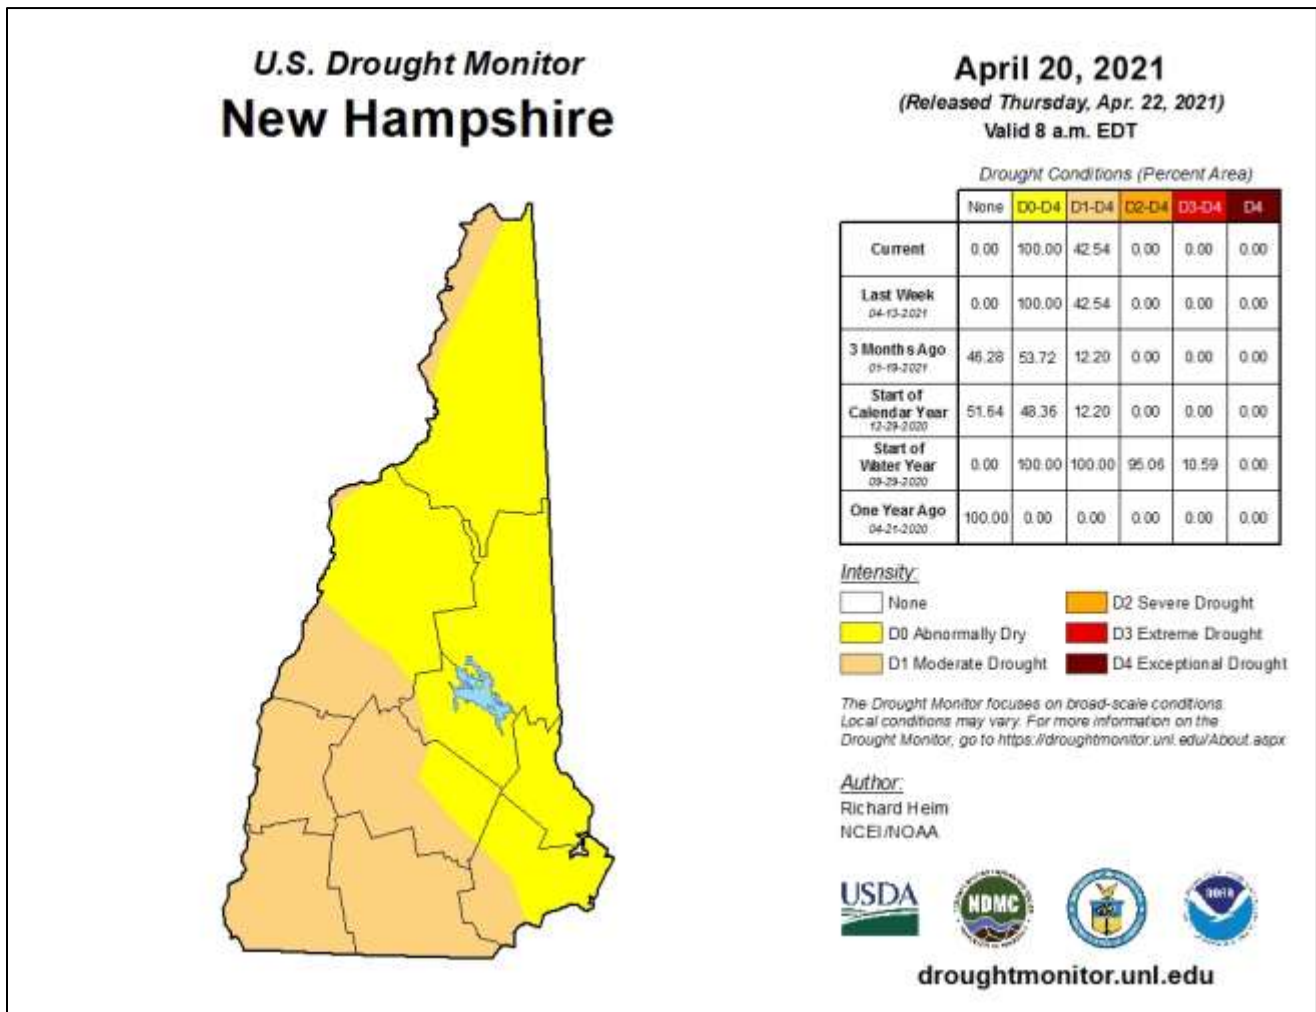 U.S. Drought Monitor
New Hampshire
April 20, 2021
(Released Thursday, Apr. 22, 2021)
Valid 8 a.m. EDT
Drought Conditions (Percent Area)
None D0-D4 D1-D4 D2-D4 D3-D4 D4
Current 0.00 100.00 42.54 0.00 0.00 0.00
Last Week 04-13-2021 0.00 100.00 42.54 0.00 0.00 0.00
3 Months Ago 01-19-2021 46.28 53.72 12.20 0.00 0.00 0.00
Start of Calendar Year 12-29-2020 51.64 48.36 12.20 0.00 0.00 0.00
Start of Water Year 09-29-2020 0.00 100.00 100.00 95.06 10.59 0.00
One Year Ago 04-21-2020 100.00 0.00 0.00 0.00 0.00 0.00
Intensity:
None
D0 Abnormally Dry
D1 Moderate Drought
D2 Severe Drought
D3 Extreme Drought
D4 Exceptional Drought
The Drought Monitor focuses on broad-scale conditions.
Local conditions may vary. For more information on the
Drought Monitor, go to https://droughtmonitor.unl.edu/About.aspx
Author:
Richard Heim
NCEI/NOAA
USDA
NDMC
NOAA
droughtmonitor.unl.edu